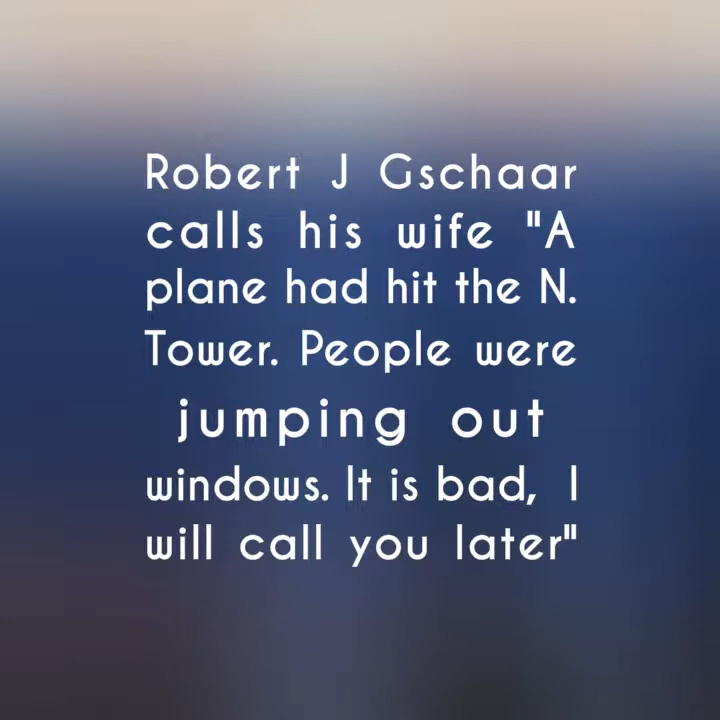 Robert J Gschaar
calls his wife "A
plane had hit the N.
Tower. People were
jumping out
windows. It is bad, I
will call you later"